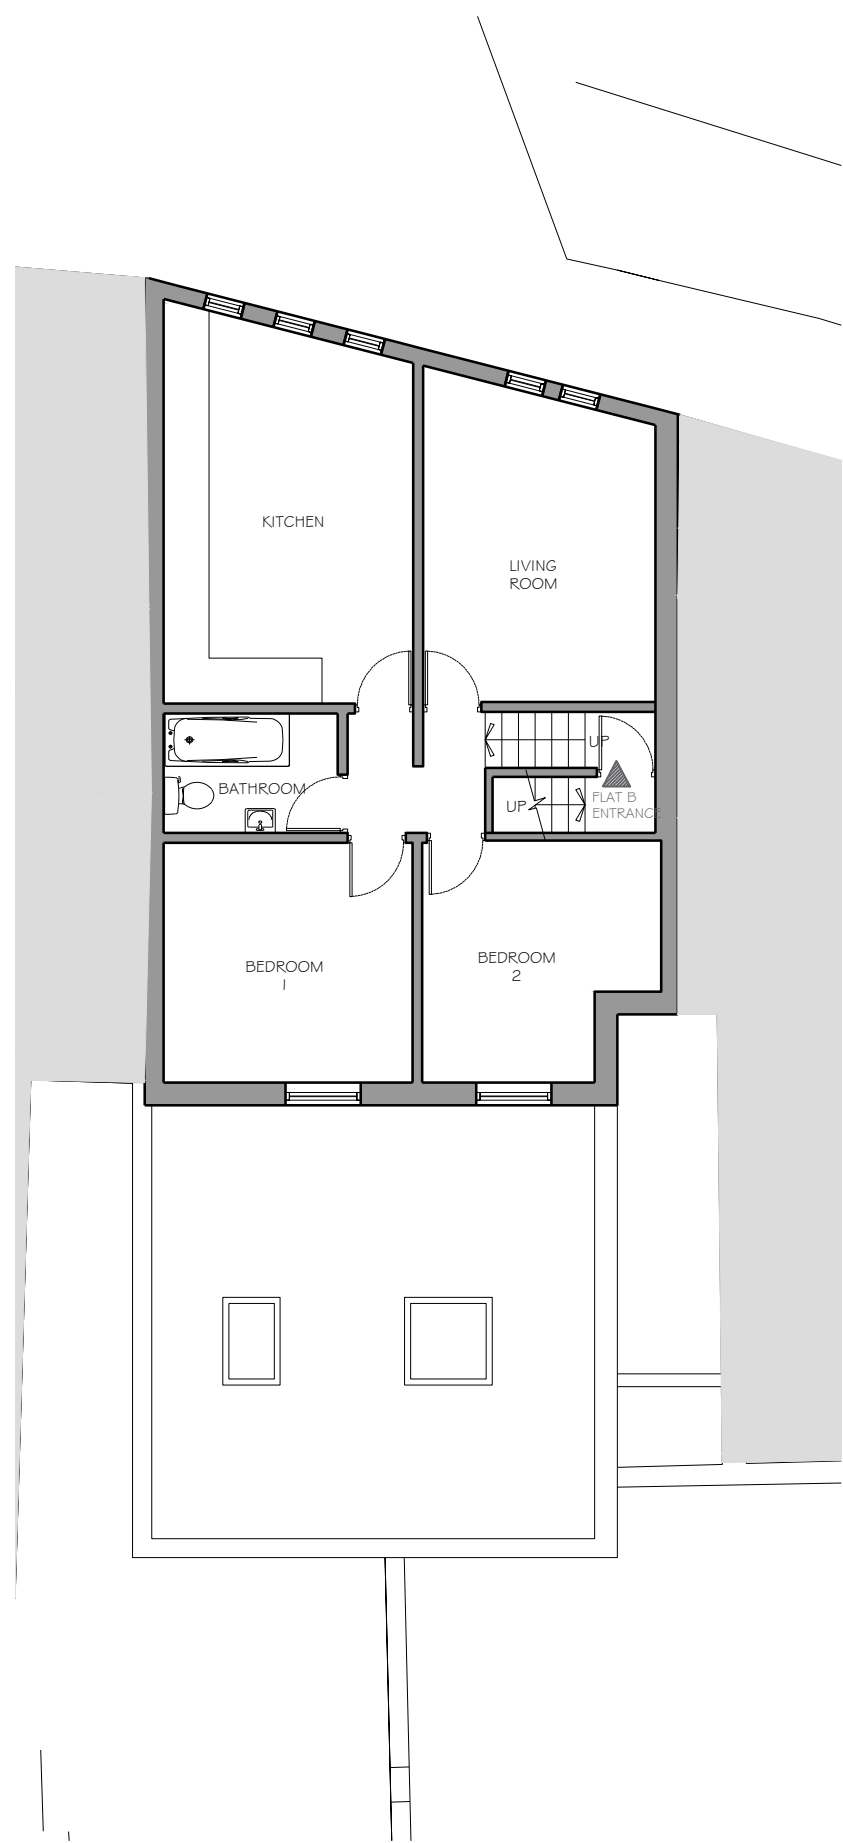 KITCHEN
LIVING
ROOM
UP
BATHROOM
UP
FLAT B
ENTRANCE
BEDROOM
1
BEDROOM
2